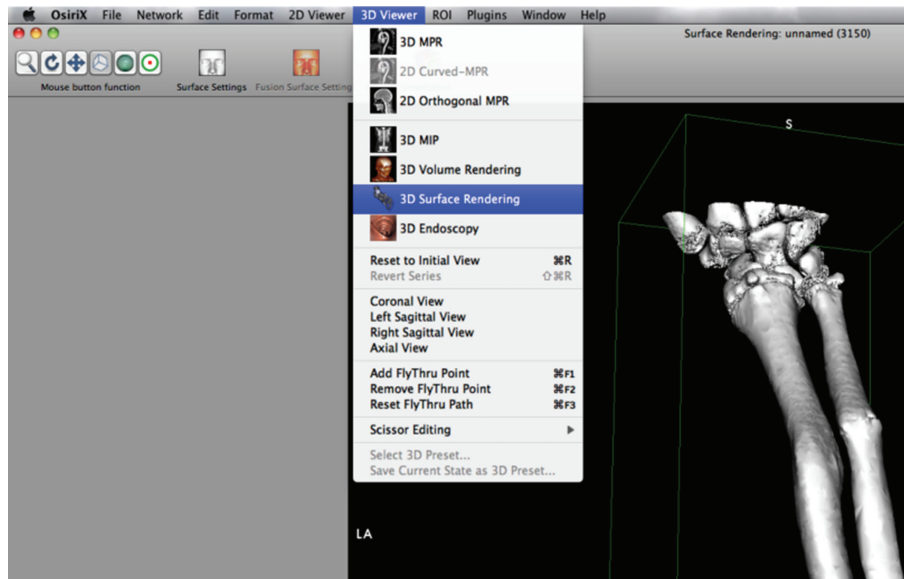 OsiriX File Network Edit Format 2D Viewer 3D Viewer ROI Plugins Window Help
Surface Rendering: unnamed (3150)
Mouse button function Surface Settings Fusion Surface Setting
3D MPR
2D Curved-MPR
2D Orthogonal MPR
3D MIP
3D Volume Rendering
3D Surface Rendering
3D Endoscopy
Reset to Initial View ⌘R
Revert Series ⇧⌘R
Coronal View
Left Sagittal View
Right Sagittal View
Axial View
Add FlyThru Point ⌘F1
Remove FlyThru Point ⌘F2
Reset FlyThru Path ⌘F3
Scissor Editing
Select 3D Preset...
Save Current State as 3D Preset...
S
LA